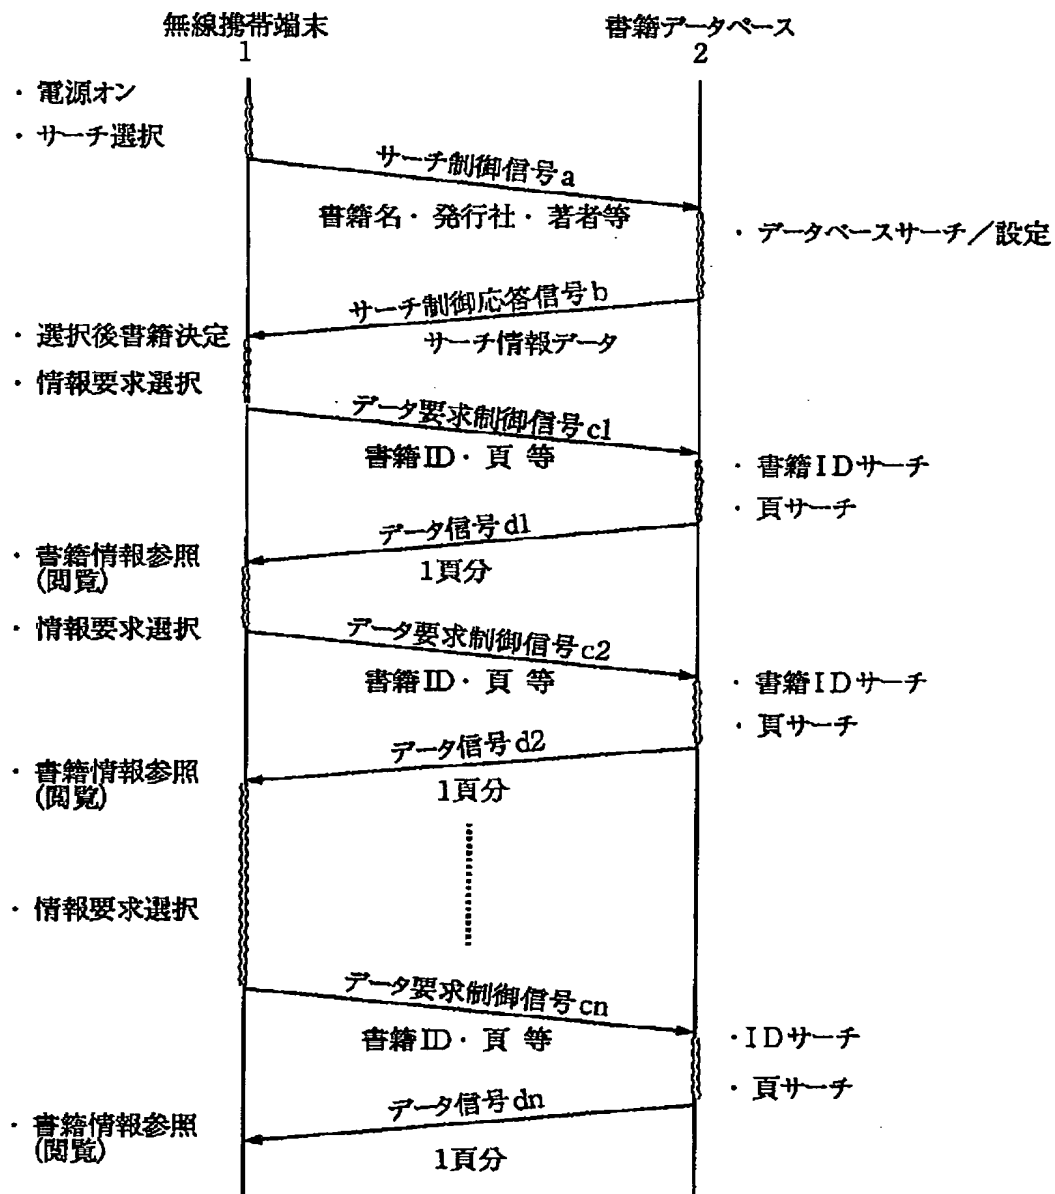 無線携帯端末
1
書籍データベース
2
・電源オン
・サーチ選択
サーチ制御信号a
書籍名・発行社・著者等
・データベースサーチ/設定
サーチ制御応答信号b
サーチ情報データ
・選択後書籍決定
・情報要求選択
データ要求制御信号c1
書籍ID・頁 等
・書籍IDサーチ
・頁サーチ
データ信号d1
1頁分
・書籍情報参照
(閲覧)
・情報要求選択
データ要求制御信号c2
書籍ID・頁 等
・書籍IDサーチ
・頁サーチ
データ信号d2
1頁分
・書籍情報参照
(閲覧)
・情報要求選択
データ要求制御信号cn
書籍ID・頁 等
・IDサーチ
・頁サーチ
データ信号dn
1頁分
・書籍情報参照
(閲覧)